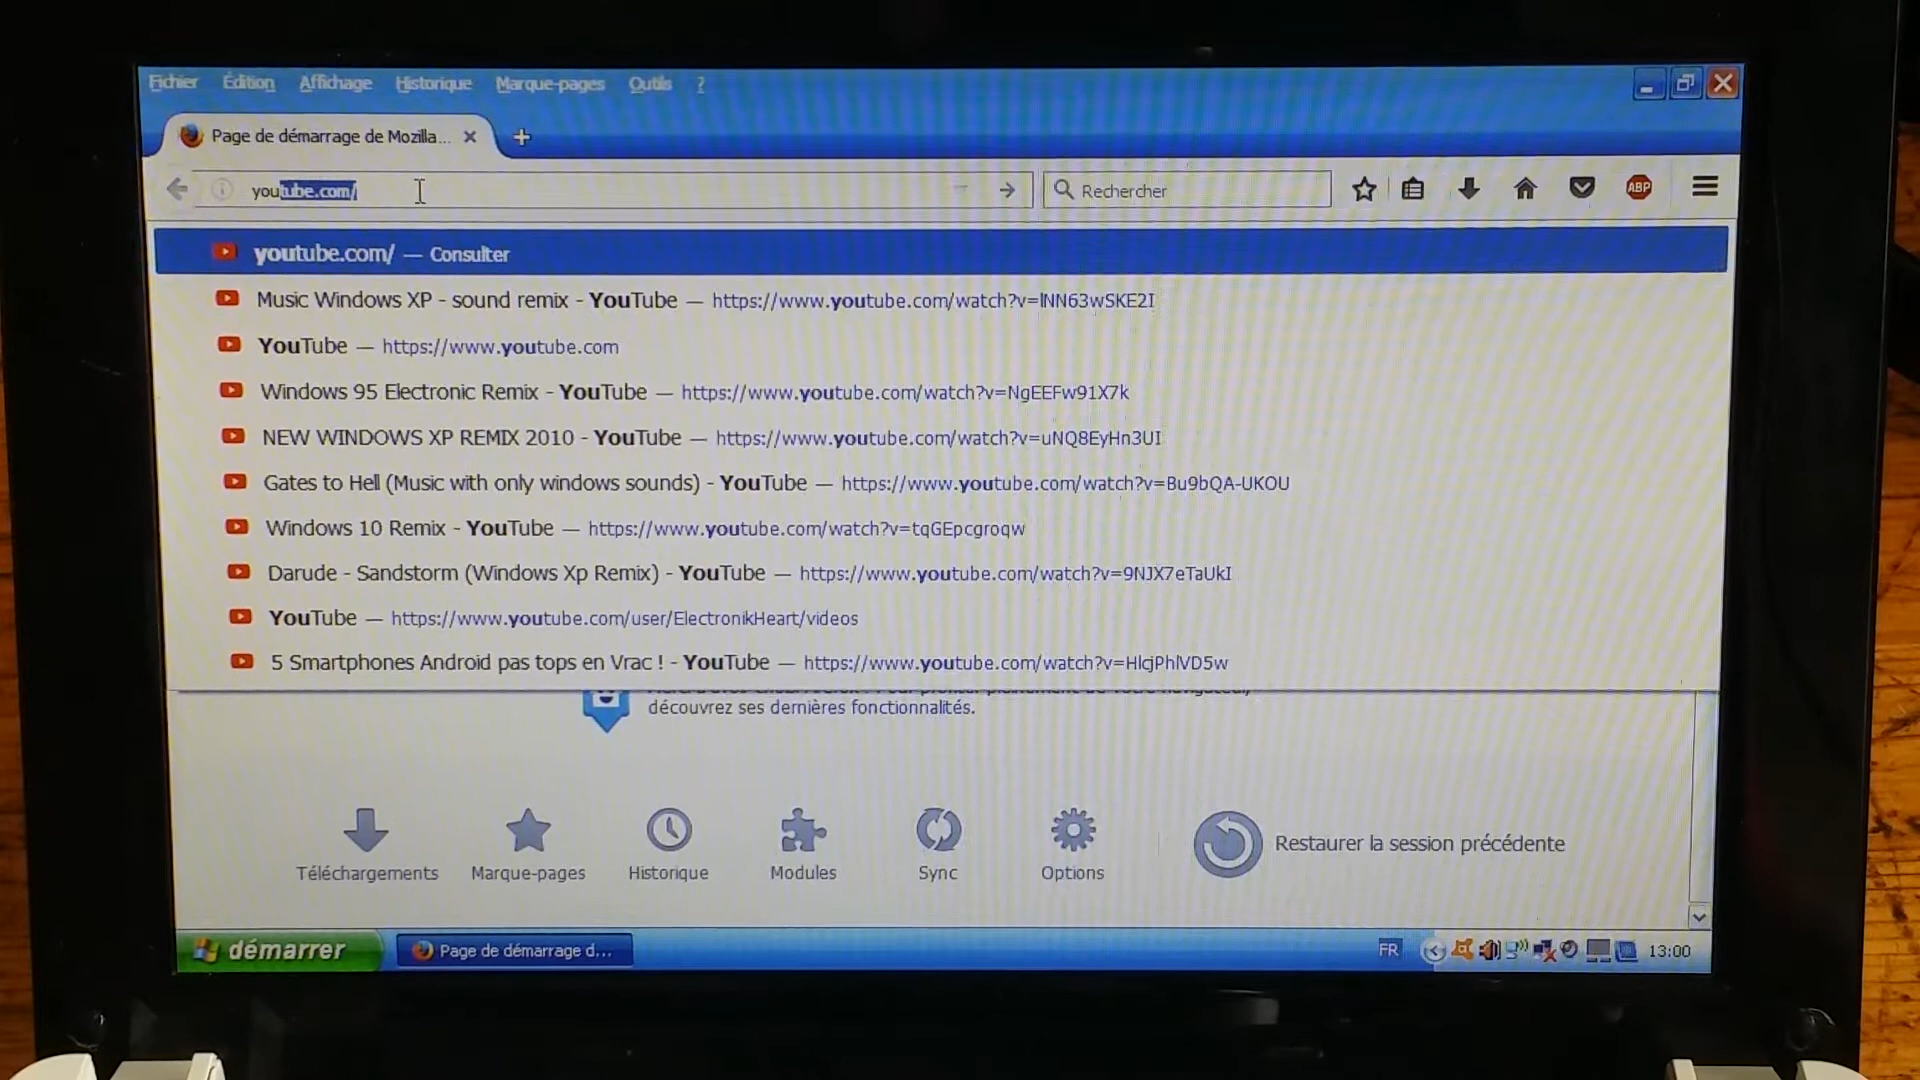 Fichier Édition Affichage Historique Marque-pages Outils ?
Page de démarrage de Mozilla...
youtube.com/ Rechercher ABP
youtube.com/ — Consulter
Music Windows XP - sound remix - YouTube — https://www.youtube.com/watch?v=lNN63wSKE2I
YouTube — https://www.youtube.com
Windows 95 Electronic Remix - YouTube — https://www.youtube.com/watch?v=NgEEFw91X7k
NEW WINDOWS XP REMIX 2010 - YouTube — https://www.youtube.com/watch?v=uNQ8EyHn3UI
Gates to Hell (Music with only windows sounds) - YouTube — https://www.youtube.com/watch?v=Bu9bQA-UKOU
Windows 10 Remix - YouTube — https://www.youtube.com/watch?v=tqGEpcgroqw
Darude - Sandstorm (Windows Xp Remix) - YouTube — https://www.youtube.com/watch?v=9NJX7eTaUkI
YouTube — https://www.youtube.com/user/ElectronikHeart/videos
5 Smartphones Android pas tops en Vrac ! - YouTube — https://www.youtube.com/watch?v=HlcjPhlVD5w
découvrez ses dernières fonctionnalités.
Téléchargements Marque-pages Historique Modules Sync Options Restaurer la session précédente
démarrer Page de démarrage d... FR 13:00